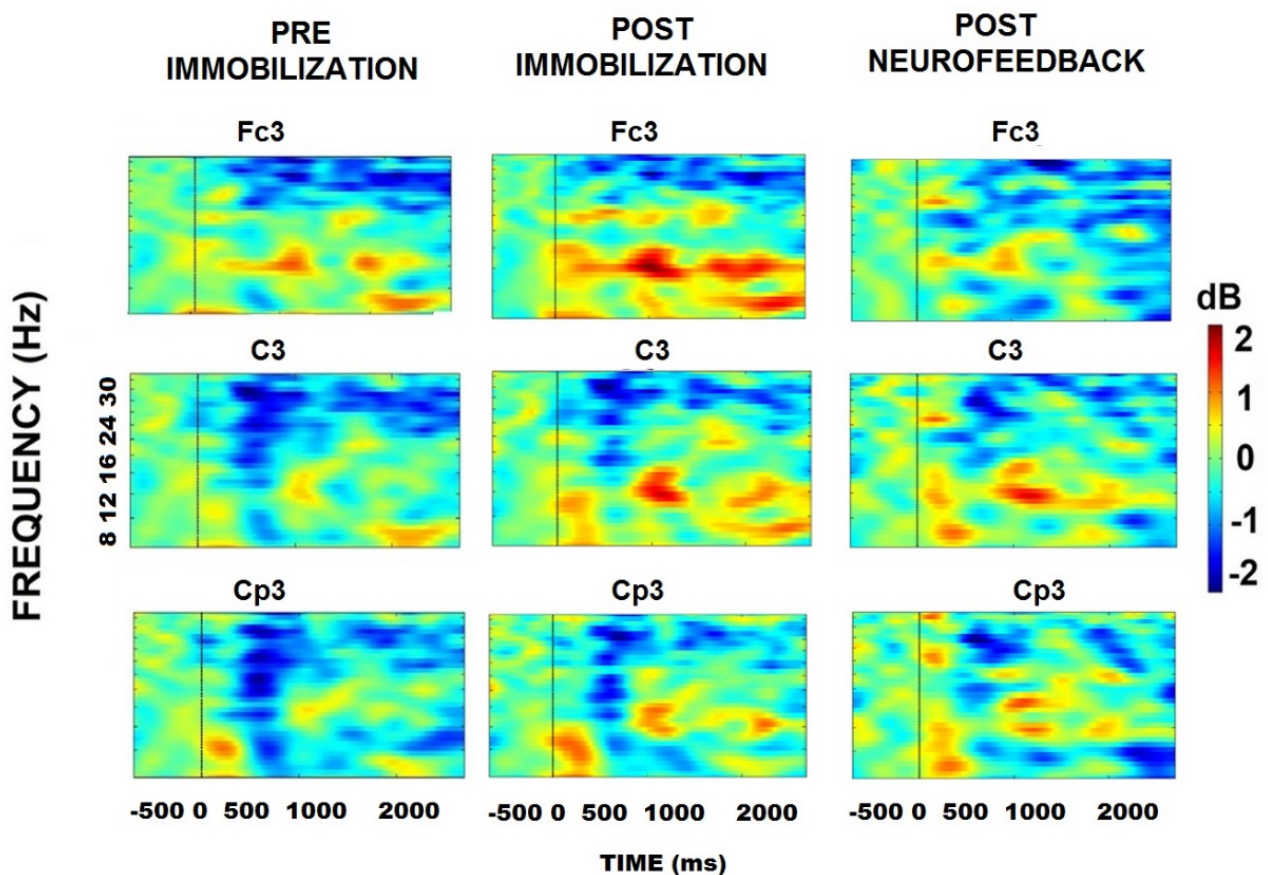 PRE
IMMOBILIZATION
POST
IMMOBILIZATION
POST
NEUROFEEDBACK
Fc3
Fc3
Fc3
FREQUENCY (Hz)
dB
2
1
0
-1
-2
C3
C3
C3
30
24
16
12
8
Cp3
Cp3
Cp3
-500 0 500 1000 2000
-500 0 500 1000 2000
-500 0 500 1000 2000
TIME (ms)